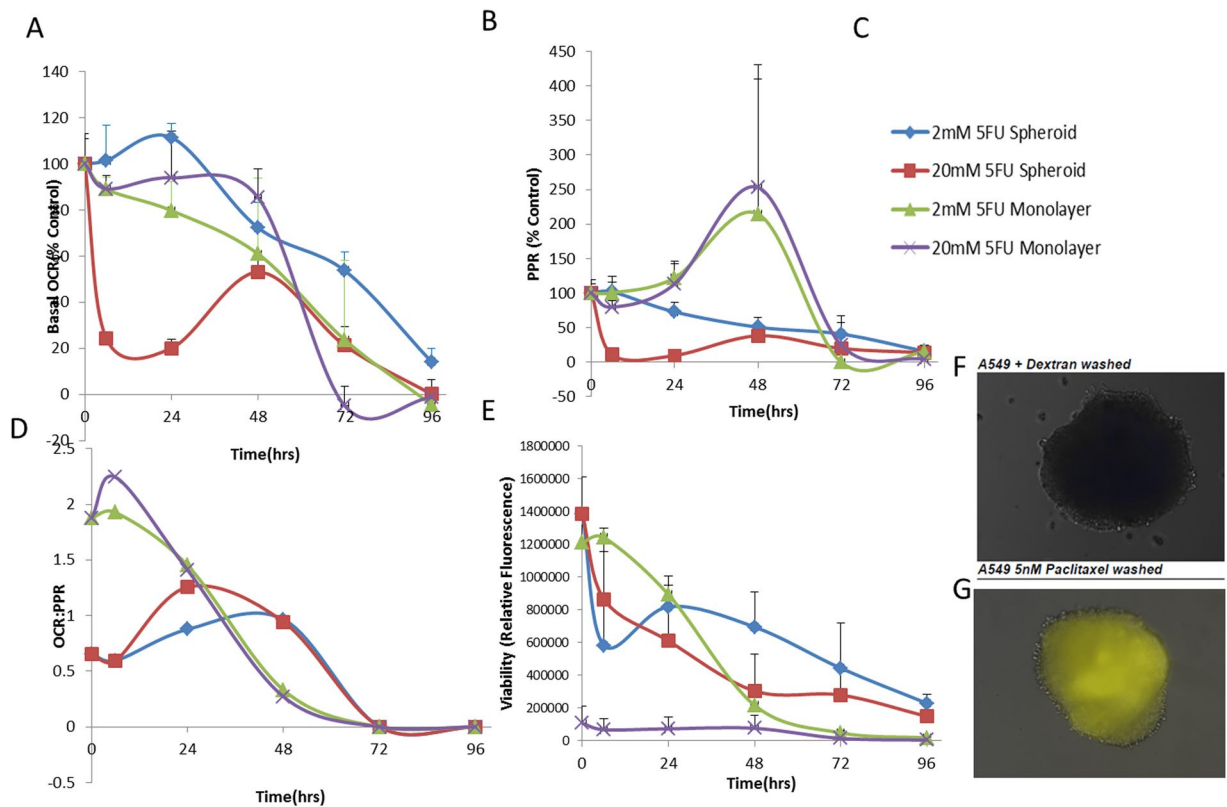 A
140
120
100
80
60
40
20
0
-20
Basal OCR(% Control)
0 24 48 72 96
Time(hrs)
B
450
400
350
300
250
200
150
100
50
0
-50
PPR (% Control)
0 24 48 72 96
Time(hrs)
C
2mM 5FU Spheroid
20mM 5FU Spheroid
2mM 5FU Monolayer
20mM 5FU Monolayer
D
2.5
2
1.5
1
0.5
0
-0.5
OCR:PPR
0 24 48 72 96
Time(hrs)
E
1800000
1600000
1400000
1200000
1000000
800000
600000
400000
200000
0
Viability (Relative Fluorescence)
0 24 48 72 96
Time(hrs)
F
A549 + Dextran washed
A549 5nM Paclitaxel washed
G